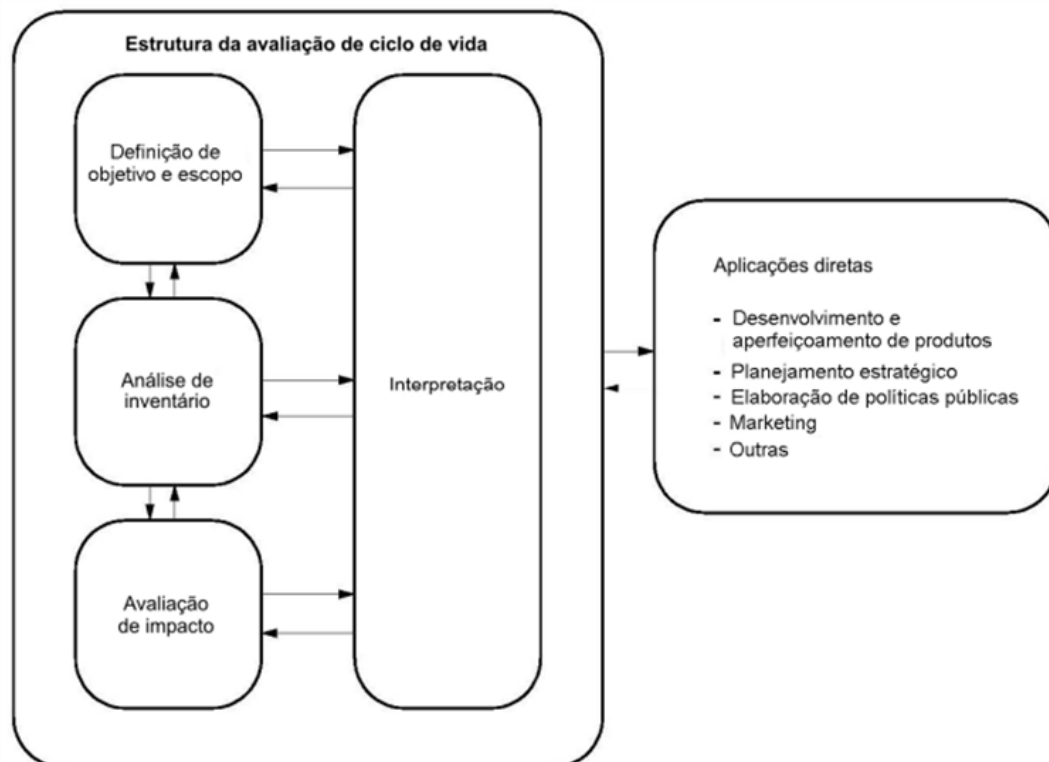 Estrutura da avaliação de ciclo de vida
Definição de
objetivo e escopo
Análise de
inventário
Avaliação
de impacto
Interpretação
Aplicações diretas
- Desenvolvimento e
aperfeiçoamento de produtos
- Planejamento estratégico
- Elaboração de políticas públicas
- Marketing
- Outras